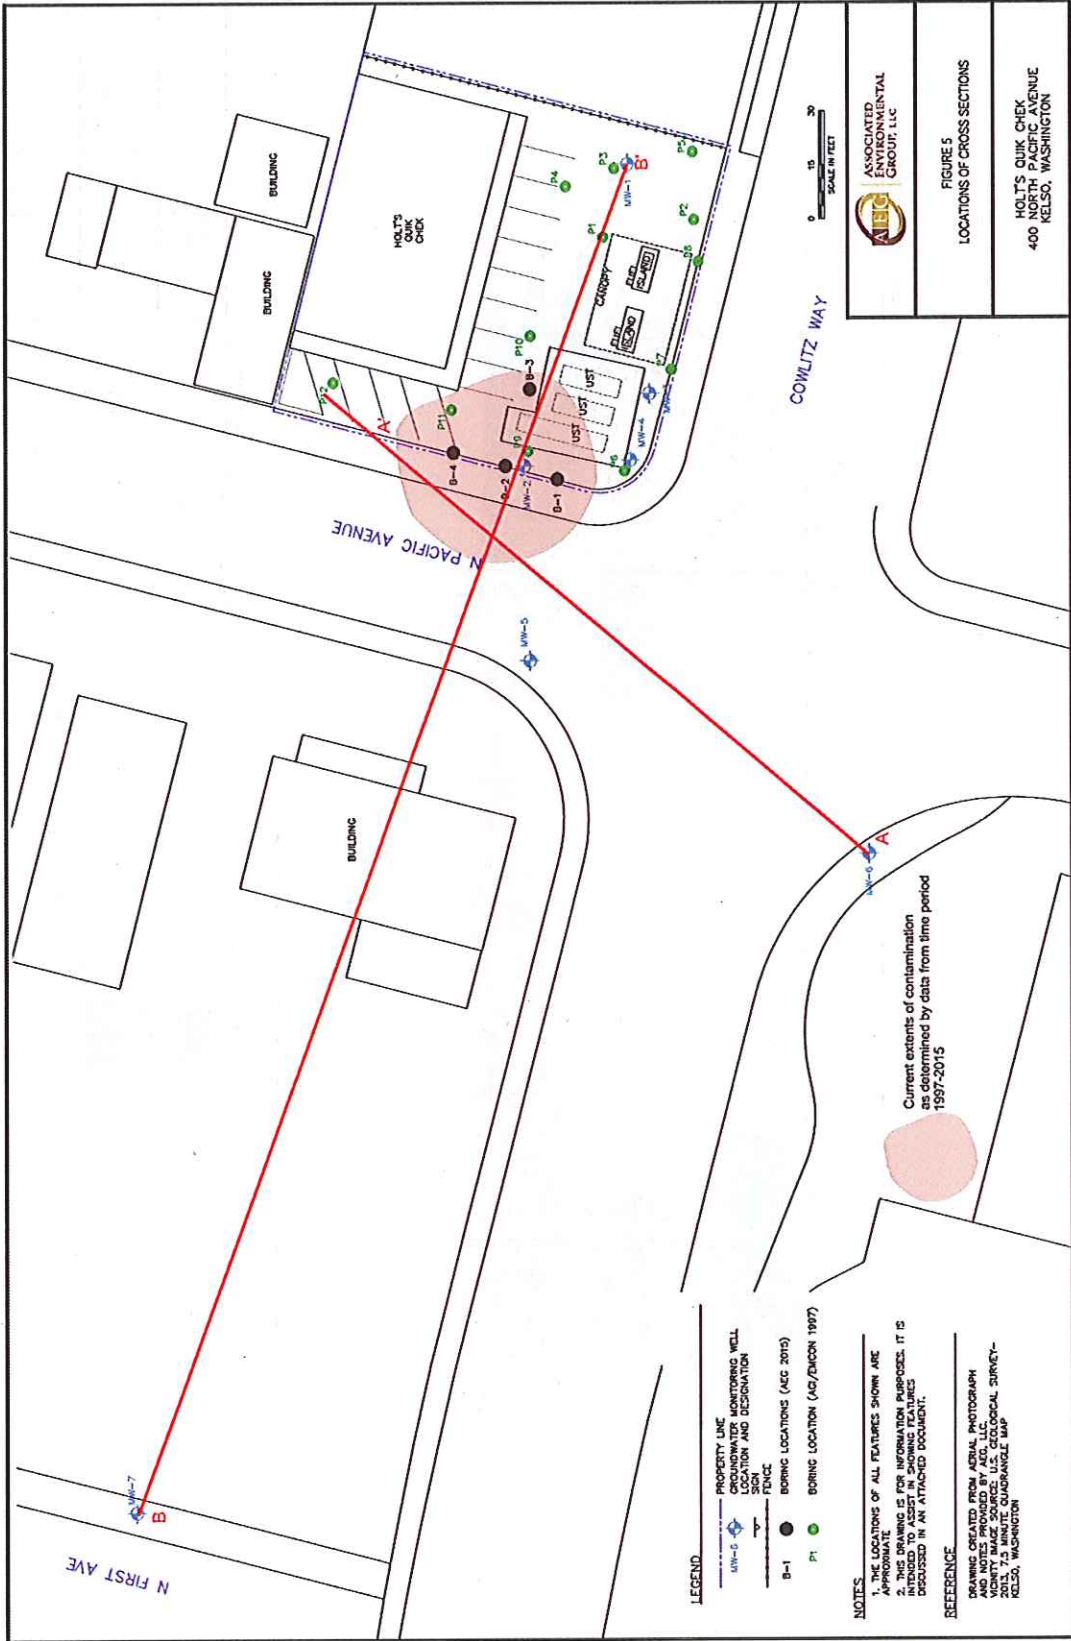 N FIRST AVE
MW-7
B
BUILDING
N PACIFIC AVENUE
MW-5
BUILDING
BUILDING
HOLT'S
QUIK
CHEK
A'
P11
P10
B-4
B-3
P9
B-2
MW-2
B-1
UST
UST
UST
P6
MW-4
P7
CANOPY
FUEL
ISLAND
FUEL
ISLAND
P1
P4
P3
MW-1
B'
P2
P5
COWLITZ WAY
MW-6
A
Current extents of contamination
as determined by data from time period
1997-2015
0 15 30
SCALE IN FEET
LEGEND
PROPERTY LINE
MW-6 GROUNDWATER MONITORING WELL
LOCATION AND DESIGNATION
SIGN
FENCE
B-1 BORING LOCATIONS (AEG 2015)
P1 BORING LOCATION (AGI/EMCON 1997)
NOTES
1. THE LOCATIONS OF ALL FEATURES SHOWN ARE
APPROXIMATE
2. THIS DRAWING IS FOR INFORMATION PURPOSES. IT IS
INTENDED TO ASSIST IN SHOWING FEATURES
DISCUSSED IN AN ATTACHED DOCUMENT.
REFERENCE
DRAWING CREATED FROM AERIAL PHOTOGRAPH
AND NOTES PROVIDED BY AEG, LLC.
VICINITY IMAGE SOURCE: U.S. GEOLOGICAL SURVEY-
2013, 7.5 MINUTE QUADRANGLE MAP
KELSO, WASHINGTON
AEG
ASSOCIATED
ENVIRONMENTAL
GROUP, LLC
FIGURE 5
LOCATIONS OF CROSS SECTIONS
HOLT'S QUIK CHEK
400 NORTH PACIFIC AVENUE
KELSO, WASHINGTON